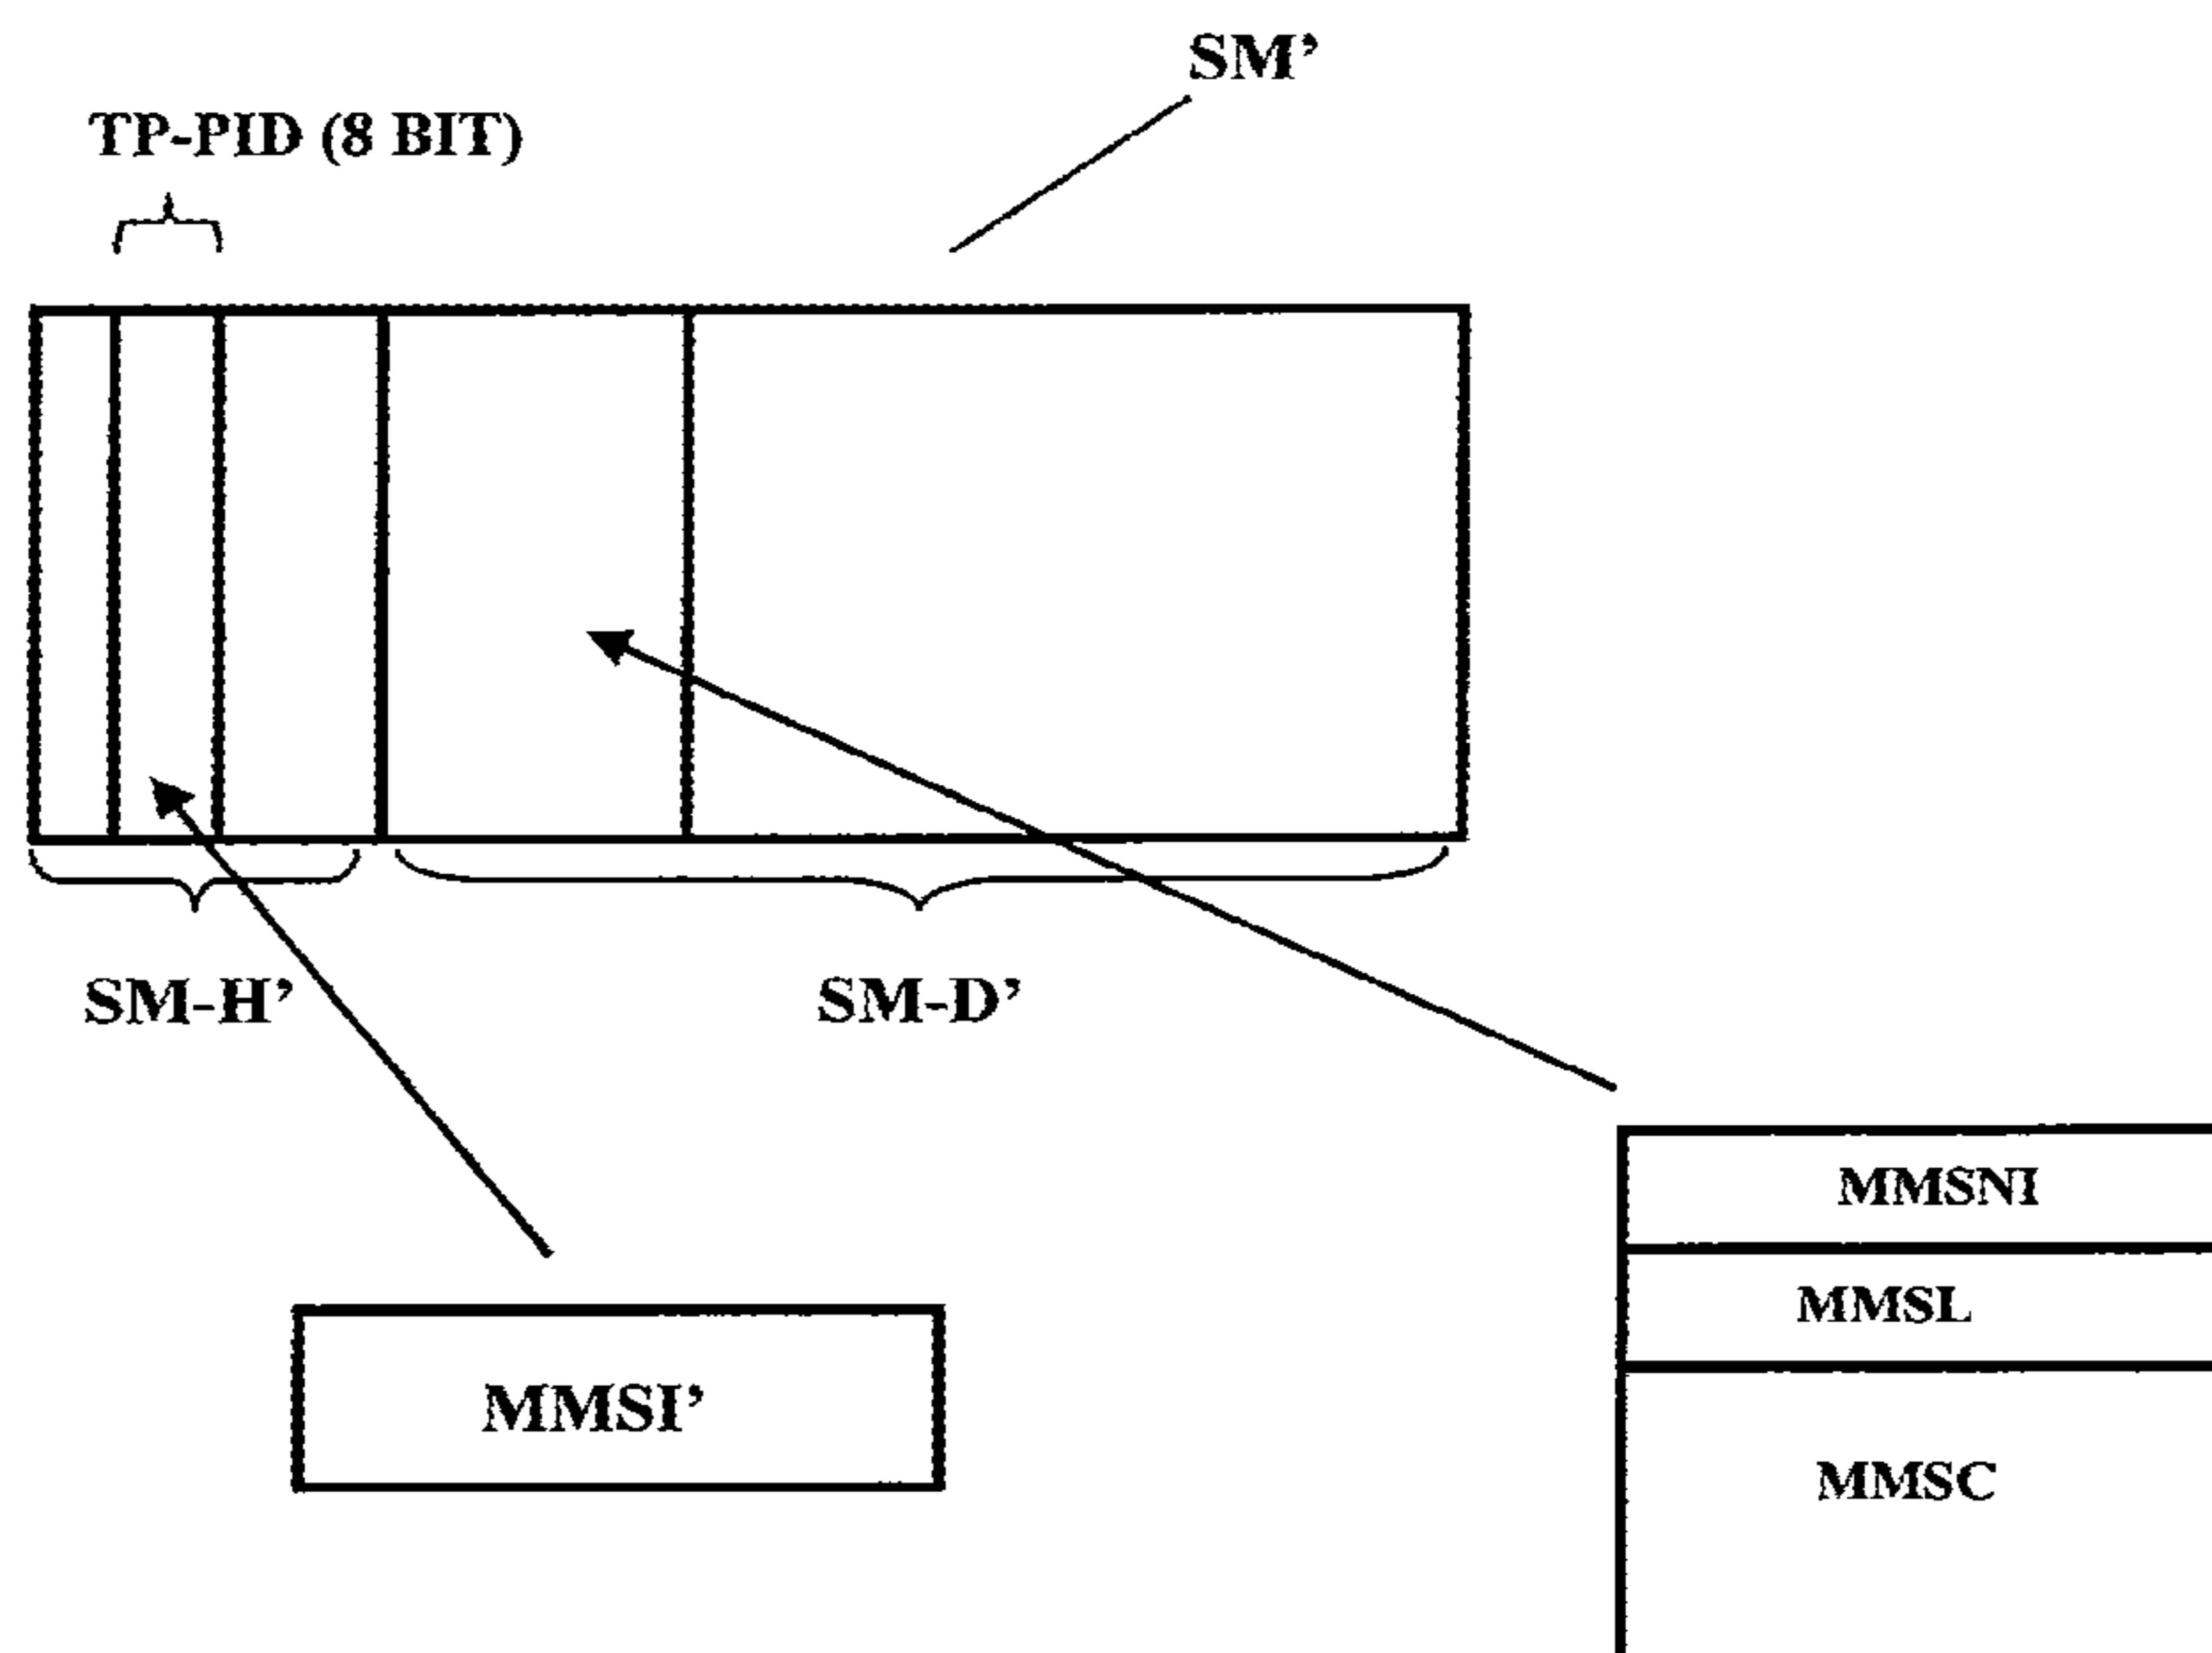 SM’
TP-PID (8 BIT)
SM-H’
SM-D’
MMSNI
MMSL
MMSI’
MMSC